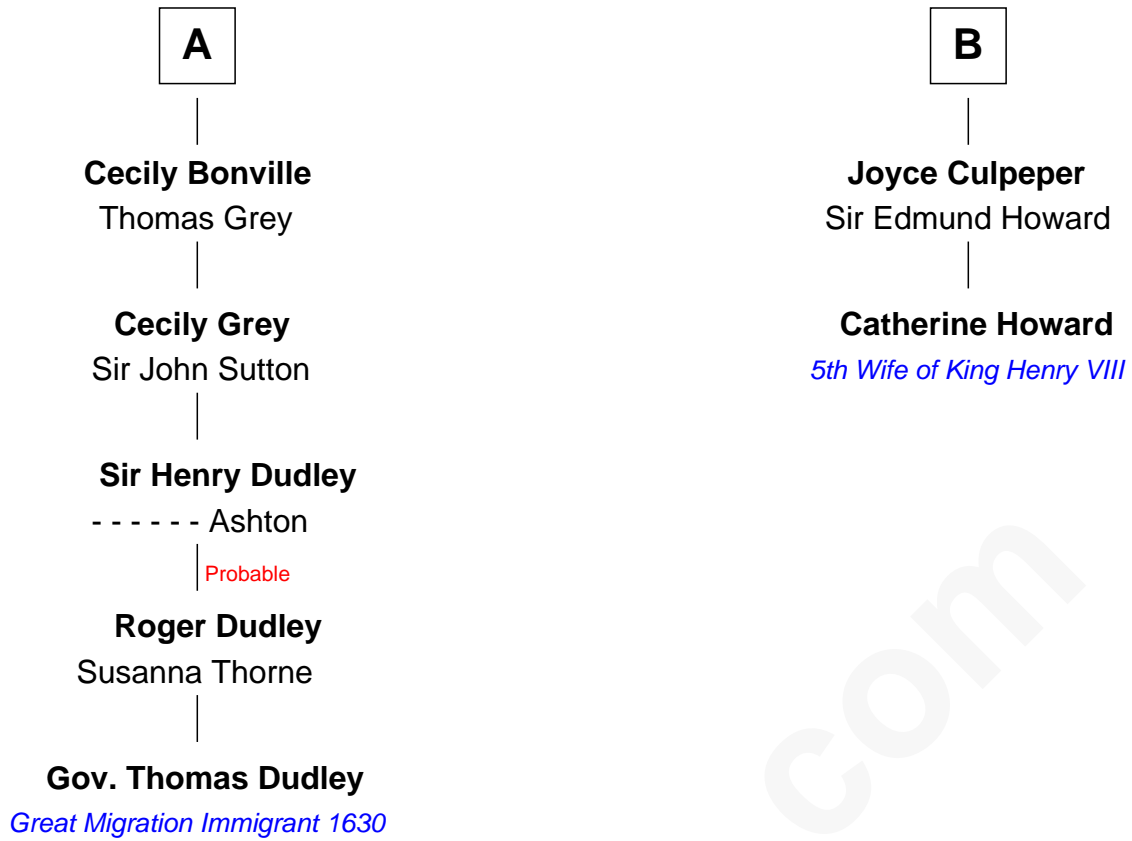 A
Cecily Bonville
Thomas Grey
Cecily Grey
Sir John Sutton
Sir Henry Dudley
- - - - - - Ashton
Probable
Roger Dudley
Susanna Thorne
Gov. Thomas Dudley
Great Migration Immigrant 1630
B
Joyce Culpeper
Sir Edmund Howard
Catherine Howard
5th Wife of King Henry VIII
com